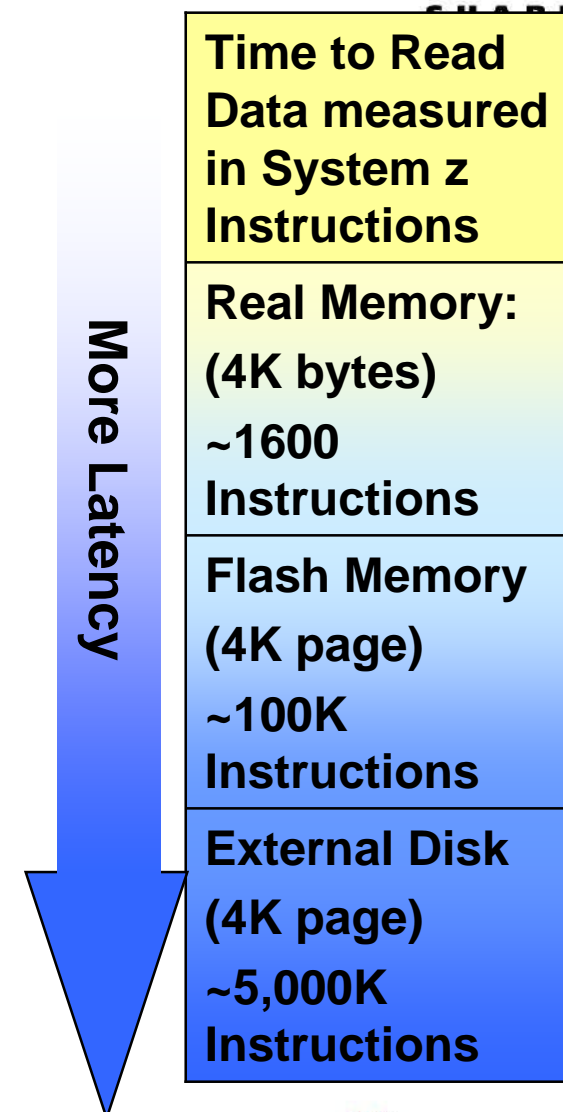 Time to Read
Data measured
in System z
Instructions
More Latency
Real Memory:
(4K bytes)
~1600
Instructions
Flash Memory
(4K page)
~100K
Instructions
External Disk
(4K page)
~5,000K
Instructions